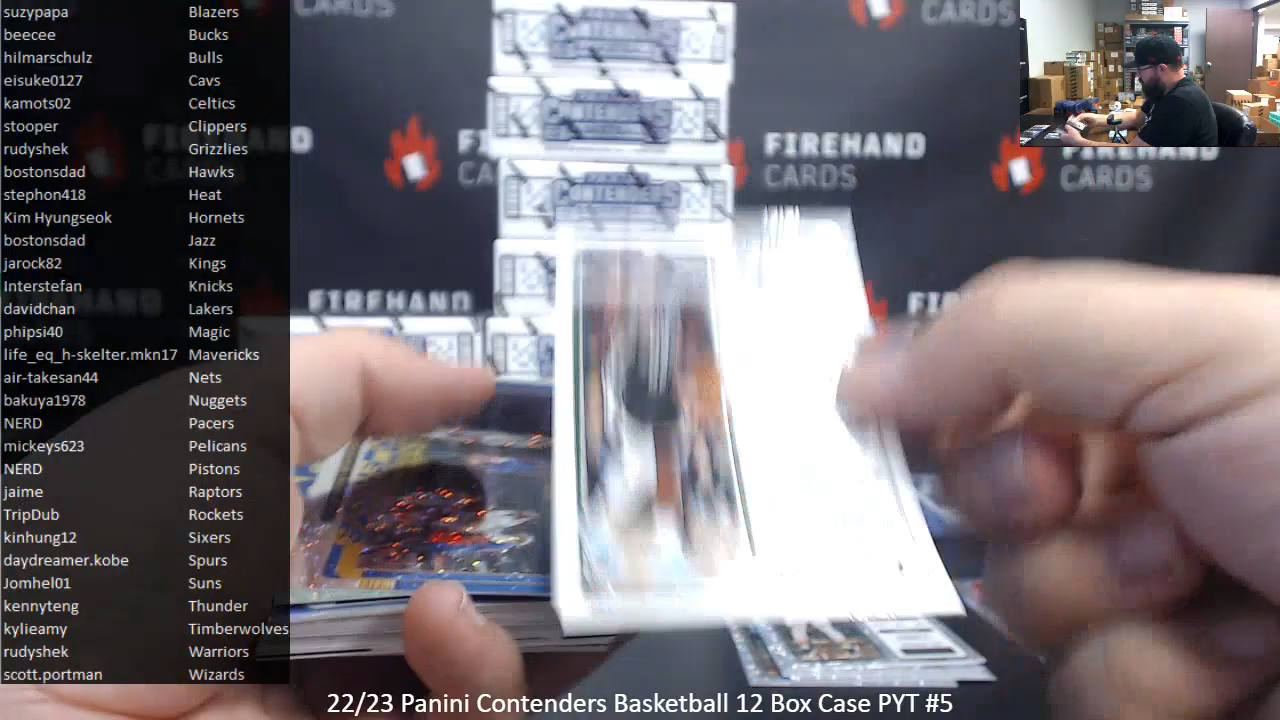 suzypapa Blazers
beecee Bucks
hilmarschulz Bulls
eisuke0127 Cavs
kamots02 Celtics
stooper Clippers
rudyshek Grizzlies
bostonsdad Hawks
stephon418 Heat
Kim Hyungseok Hornets
bostonsdad Jazz
jarock82 Kings
Interstefan Knicks
davidchan Lakers
phipsi40 Magic
life_eq_h-skelter.mkn17 Mavericks
air-takesan44 Nets
bakuya1978 Nuggets
NERD Pacers
mickeys623 Pelicans
NERD Pistons
jaime Raptors
TripDub Rockets
kinhung12 Sixers
daydreamer.kobe Spurs
Jomhel01 Suns
kennyteng Thunder
kylieamy Timberwolves
rudyshek Warriors
scott.portman Wizards
CARDS
CONTENDERS
FIREHAND
CARDS
CARDS
CONTENDERS
FIREHAND
22/23 Panini Contenders Basketball 12 Box Case PYT #5